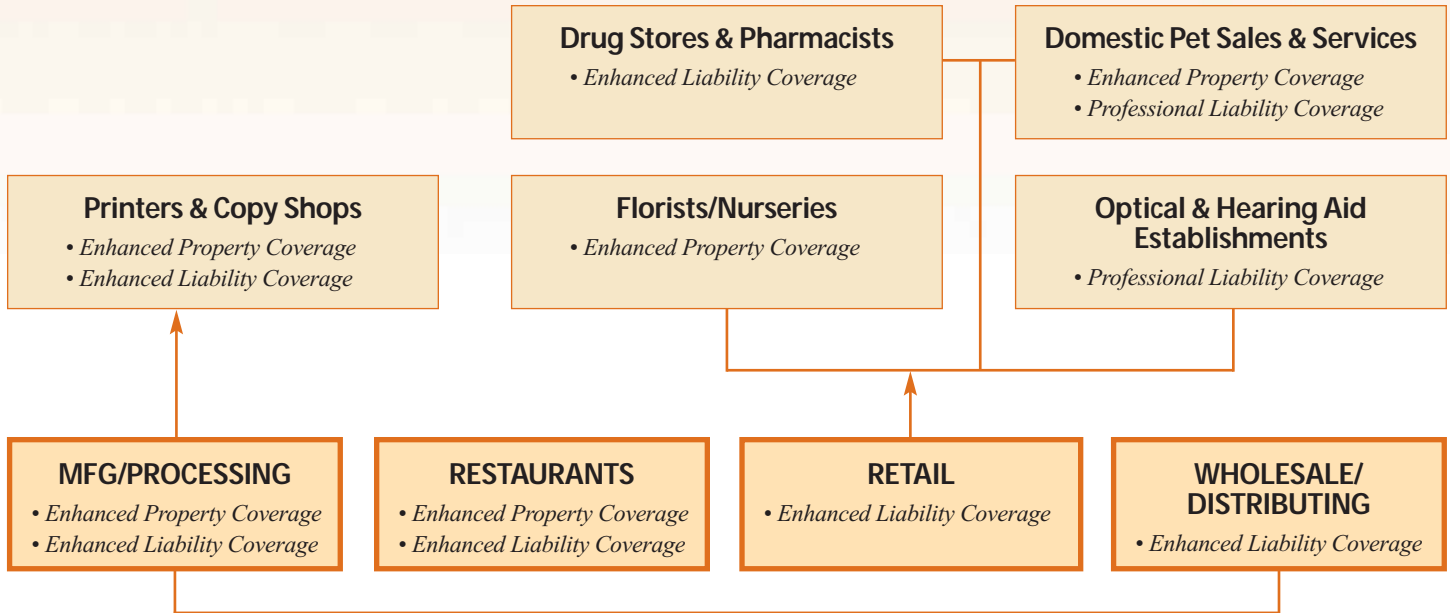 Drug Stores & Pharmacists
• Enhanced Liability Coverage
Domestic Pet Sales & Services
• Enhanced Property Coverage
• Professional Liability Coverage
Printers & Copy Shops
• Enhanced Property Coverage
• Enhanced Liability Coverage
Florists/Nurseries
• Enhanced Property Coverage
Optical & Hearing Aid
Establishments
• Professional Liability Coverage
MFG/PROCESSING
• Enhanced Property Coverage
• Enhanced Liability Coverage
RESTAURANTS
• Enhanced Property Coverage
• Enhanced Liability Coverage
RETAIL
• Enhanced Liability Coverage
WHOLESALE/
DISTRIBUTING
• Enhanced Liability Coverage